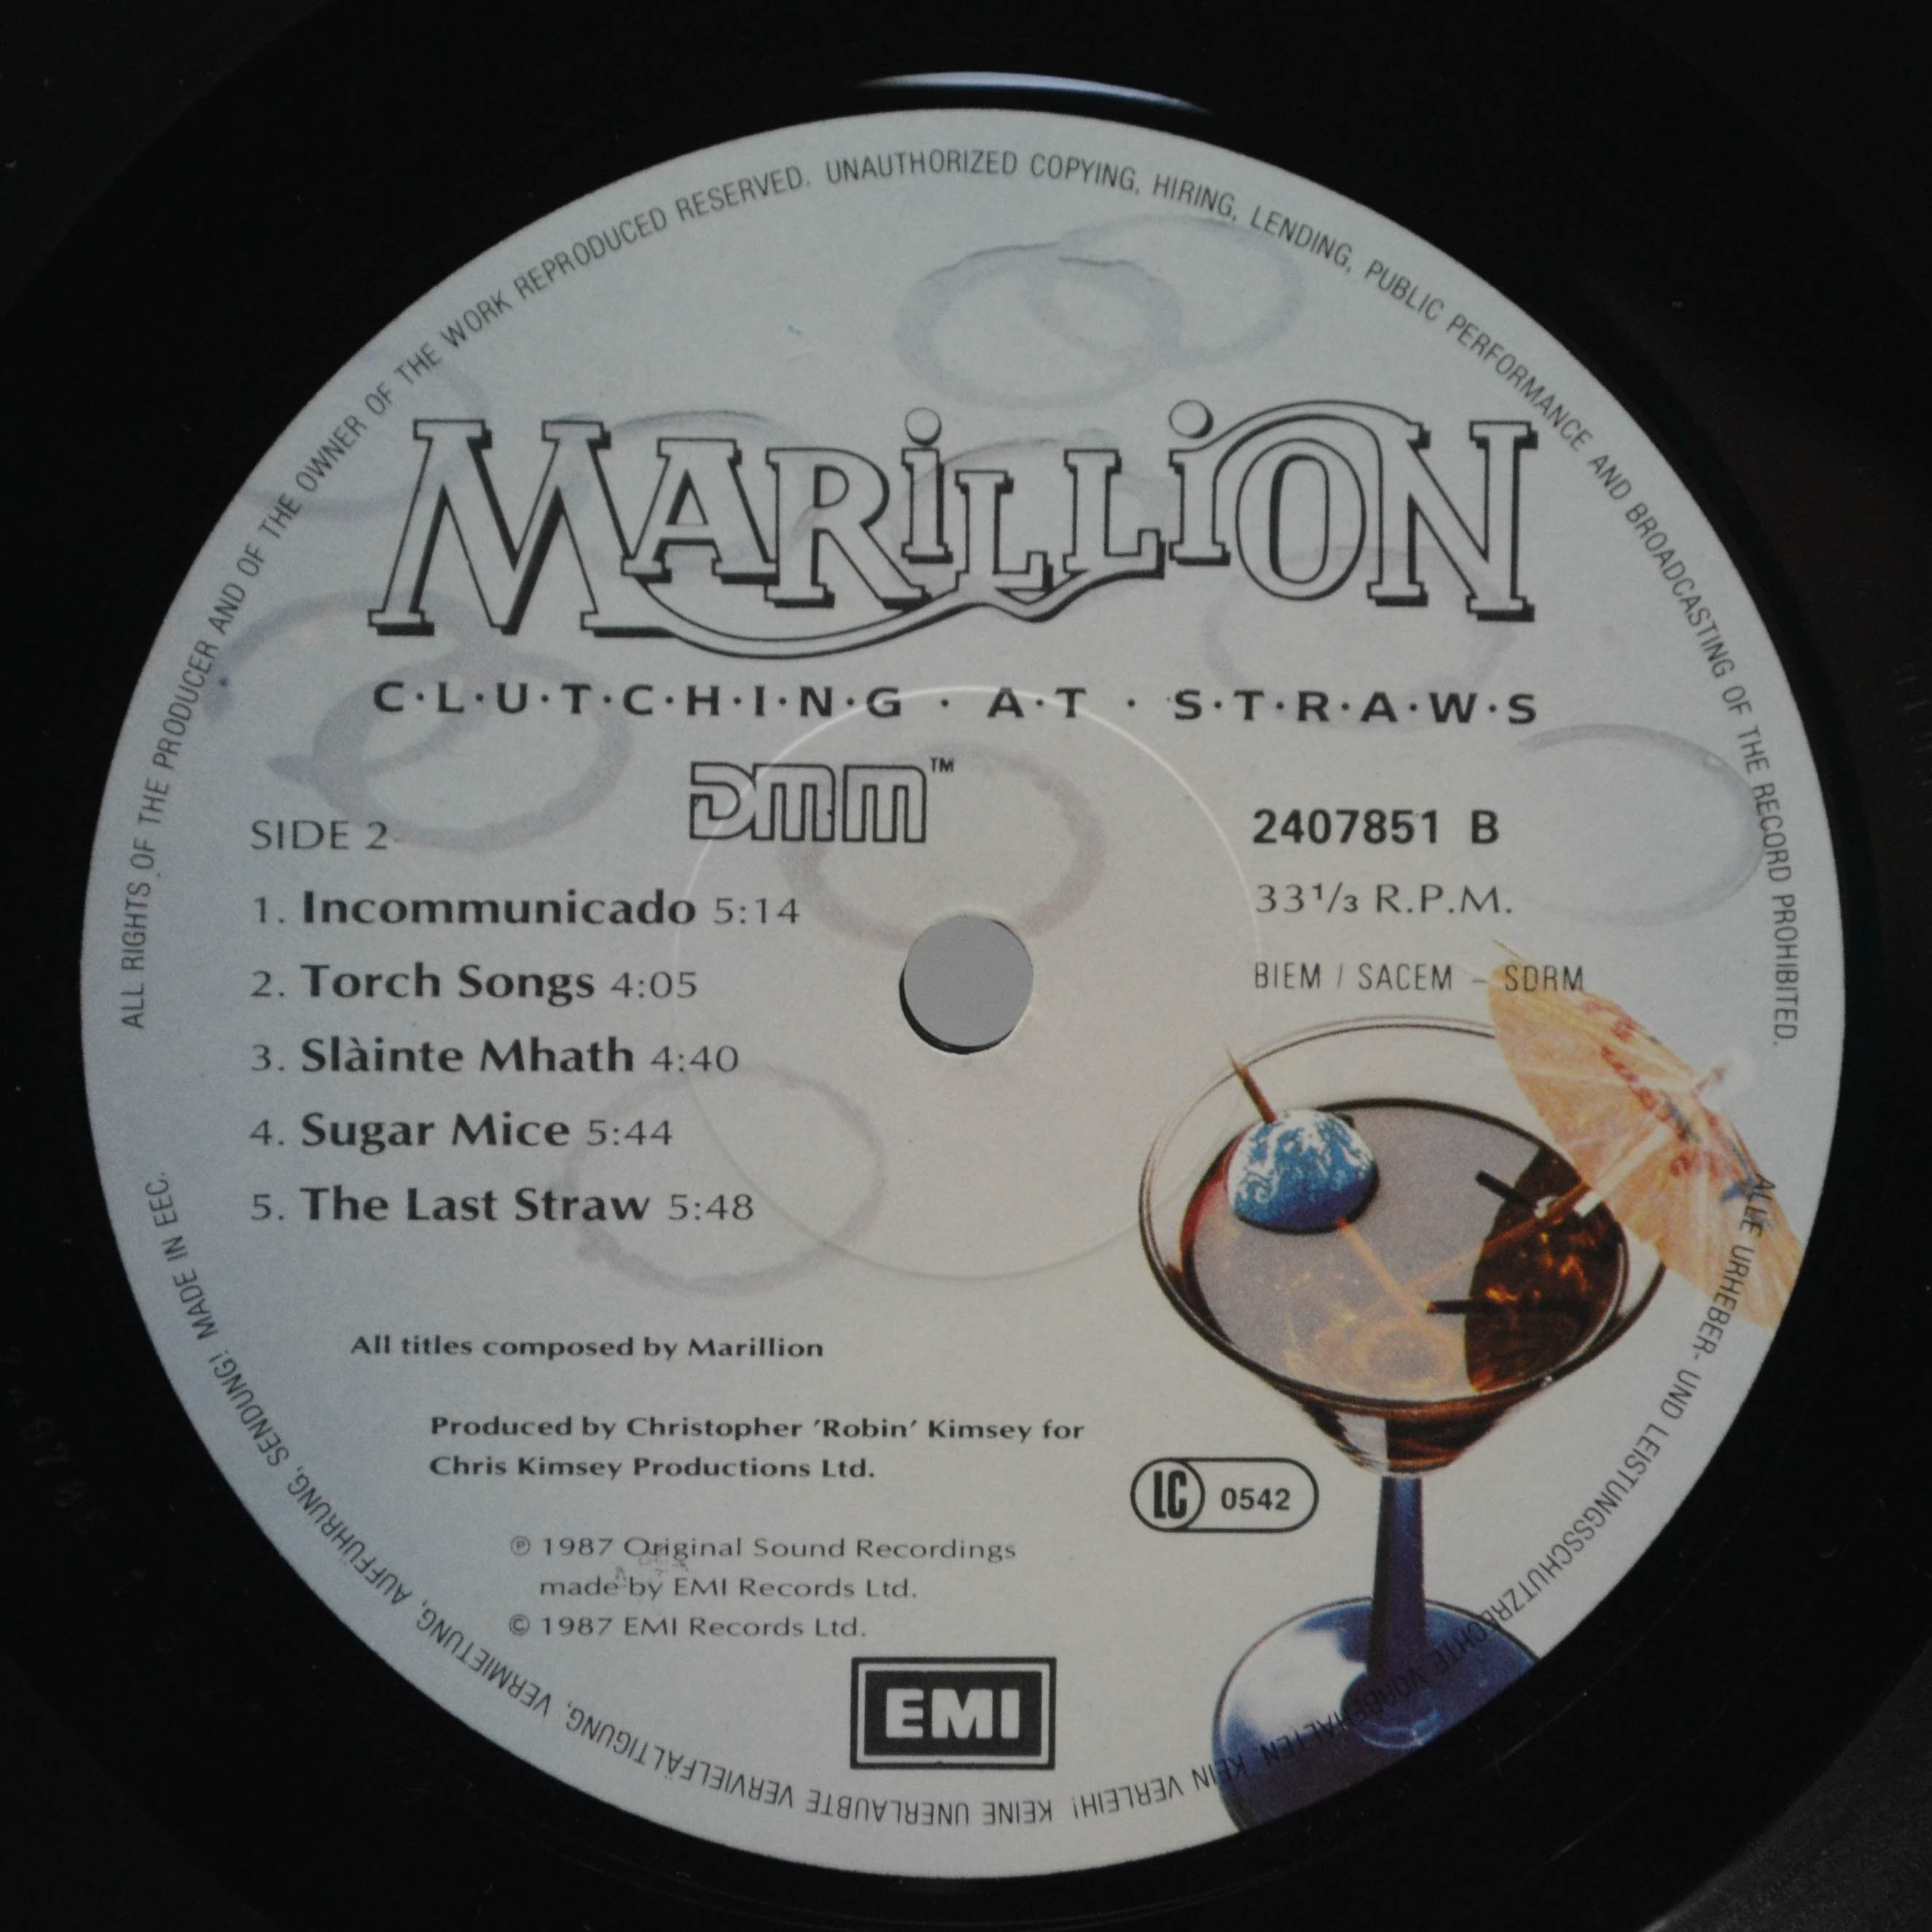 ALL RIGHTS OF THE PRODUCER AND OF THE OWNER OF THE WORK REPRODUCED RESERVED. UNAUTHORIZED COPYING, HIRING, LENDING, PUBLIC PERFORMANCE AND BROADCASTING OF THE RECORD PROHIBITED.
MARiLLiON
C·L·U·T·C·H·I·N·G · A·T · S·T·R·A·W·S
DMM™
SIDE 2
2407851 B
1. Incommunicado 5:14
33 1/3 R.P.M.
2. Torch Songs 4:05
BIEM / SACEM – SDRM
3. Slàinte Mhath 4:40
4. Sugar Mice 5:44
5. The Last Straw 5:48
All titles composed by Marillion
Produced by Christopher 'Robin' Kimsey for
Chris Kimsey Productions Ltd.
LC 0542
℗ 1987 Original Sound Recordings
made by EMI Records Ltd.
© 1987 EMI Records Ltd.
EMI
ALLE URHEBER- UND LEISTUNGSSCHUTZRECHTE VORBEHALTEN. KEIN VERLEIH! KEINE UNERLAUBTE VERVIELFÄLTIGUNG, VERMIETUNG, AUFFÜHRUNG, SENDUNG! MADE IN EEC.